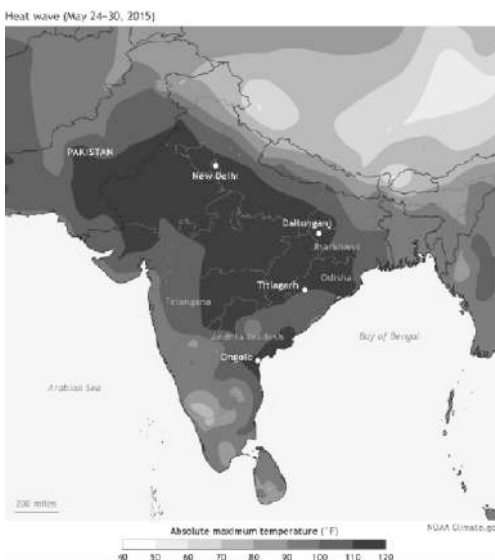 Heat wave (May 24-30, 2015)
PAKISTAN
New Delhi
Daltonganj
Jharkhand
Odisha
Titlagarh
Telangana
Andhra Pradesh
Bay of Bengal
Ongole
Arabian Sea
200 miles
NOAA Climate.go
Absolute maximum temperature (°F)
40 50 60 70 80 90 100 110 120